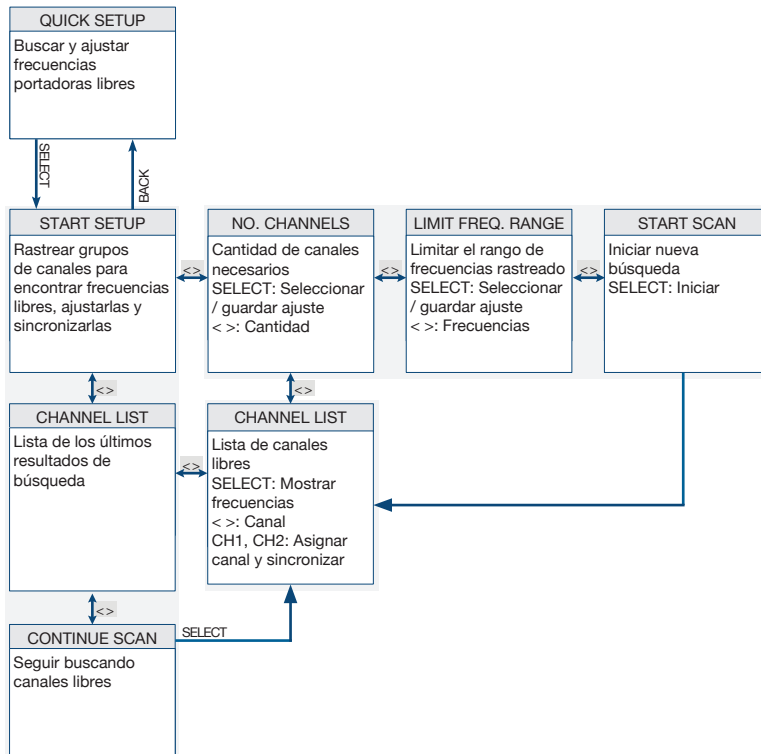 QUICK SETUP
Buscar y ajustar
frecuencias
portadoras libres
SELECT
BACK
START SETUP
Rastrear grupos
de canales para
encontrar frecuencias
libres, ajustarlas y
sincronizarlas
<>
NO. CHANNELS
Cantidad de canales
necesarios
SELECT: Seleccionar
/ guardar ajuste
< >: Cantidad
<>
LIMIT FREQ. RANGE
Limitar el rango de
frecuencias rastreado
SELECT: Seleccionar
/ guardar ajuste
< >: Frecuencias
<>
START SCAN
Iniciar nueva
búsqueda
SELECT: Iniciar
<>
<>
CHANNEL LIST
Lista de los últimos
resultados de
búsqueda
<>
CHANNEL LIST
Lista de canales
libres
SELECT: Mostrar
frecuencias
< >: Canal
CH1, CH2: Asignar
canal y sincronizar
<>
CONTINUE SCAN
Seguir buscando
canales libres
SELECT